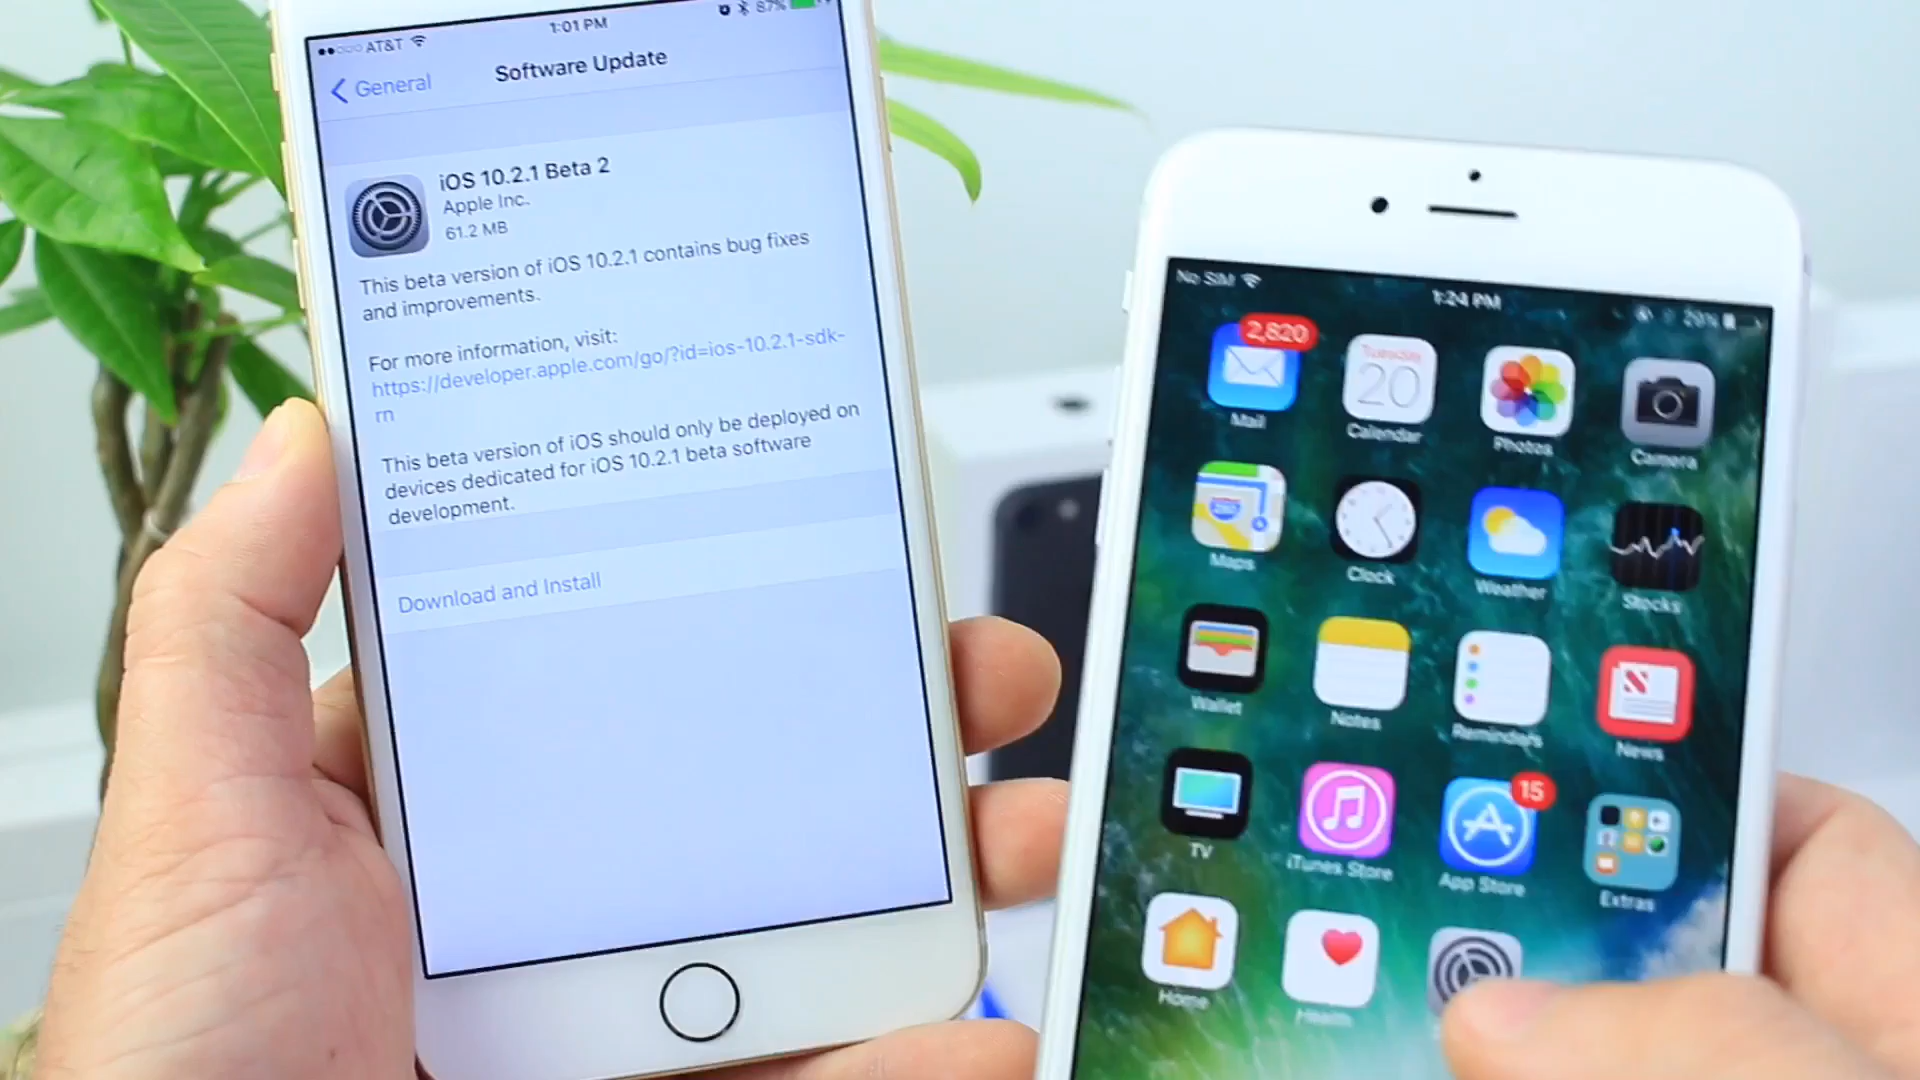 AT&T 1:01 PM 87%
General
Software Update
iOS 10.2.1 Beta 2
Apple Inc.
61.2 MB
This beta version of iOS 10.2.1 contains bug fixes
and improvements.
For more information, visit:
https://developer.apple.com/go/?id=ios-10.2.1-sdk-
rn
This beta version of iOS should only be deployed on
devices dedicated for iOS 10.2.1 beta software
development.
Download and Install
No SIM 1:24 PM
2,820
Tuesday
20
Mail Calendar Photos Camera
280
Maps Clock Weather Stocks
Wallet Notes Reminders News
15
TV iTunes Store App Store Extras
Home Health